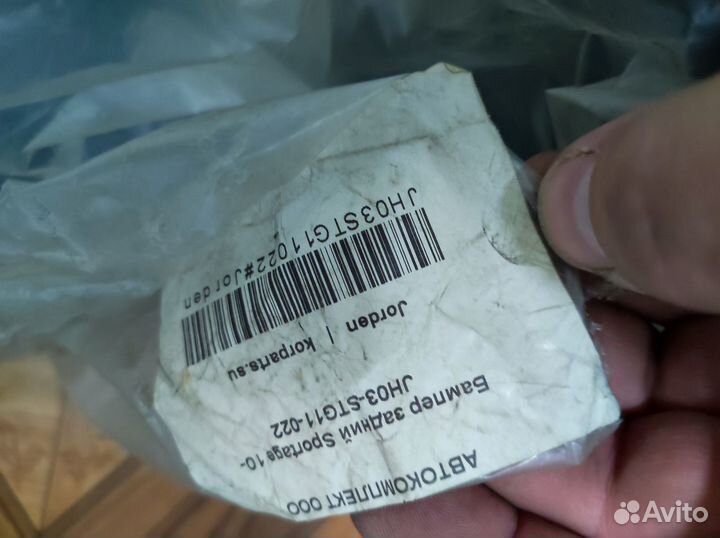 АВТОКОМПЛЕКТ ООО
Бампер задний Sportage 10-
JH03-STG11-022
Jorden | korparts.su
JH03STG11022#Jorden
Avito